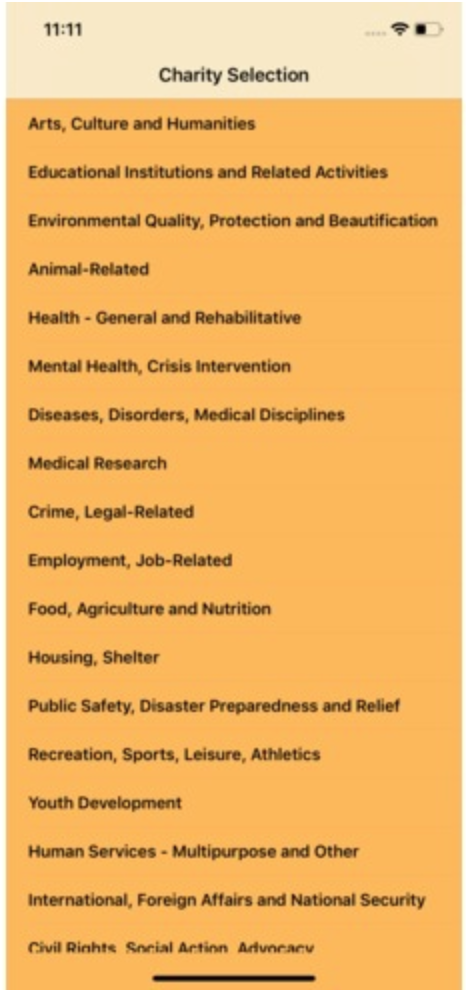 11:11
Charity Selection
Arts, Culture and Humanities
Educational Institutions and Related Activities
Environmental Quality, Protection and Beautification
Animal-Related
Health - General and Rehabilitative
Mental Health, Crisis Intervention
Diseases, Disorders, Medical Disciplines
Medical Research
Crime, Legal-Related
Employment, Job-Related
Food, Agriculture and Nutrition
Housing, Shelter
Public Safety, Disaster Preparedness and Relief
Recreation, Sports, Leisure, Athletics
Youth Development
Human Services - Multipurpose and Other
International, Foreign Affairs and National Security
Civil Rights, Social Action, Advocacy